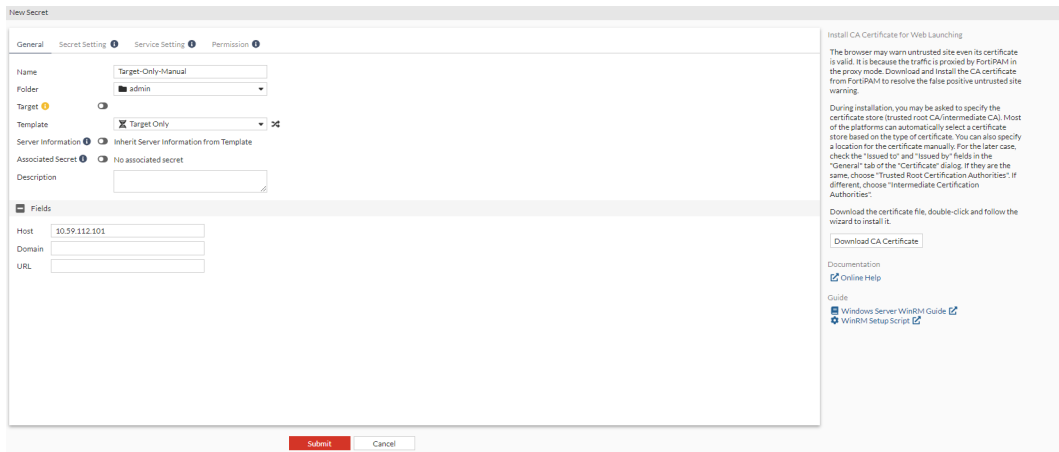 New Secret
General Secret Setting Service Setting Permission
Name Target-Only-Manual
Folder admin
Target
Template Target Only
Server Information Inherit Server Information from Template
Associated Secret No associated secret
Description
Fields
Host 10.59.112.101
Domain
URL
Submit Cancel
Install CA Certificate for Web Launching
The browser may warn untrusted site even its certificate
is valid. It is because the traffic is proxied by FortiPAM in
the proxy mode. Download and Install the CA certificate
from FortiPAM to resolve the false positive untrusted site
warning.
During installation, you may be asked to specify the
certificate store (trusted root CA/intermediate CA). Most
of the platforms can automatically select a certificate
store based on the type of certificate. You can also specify
a location for the certificate manually. For the later case,
check the "Issued to" and "Issued by" fields in the
"General" tab of the "Certificate" dialog. If they are the
same, choose "Trusted Root Certification Authorities". If
different, choose "Intermediate Certification
Authorities".
Download the certificate file, double-click and follow the
wizard to install it.
Download CA Certificate
Documentation
Online Help
Guide
Windows Server WinRM Guide
WinRM Setup Script